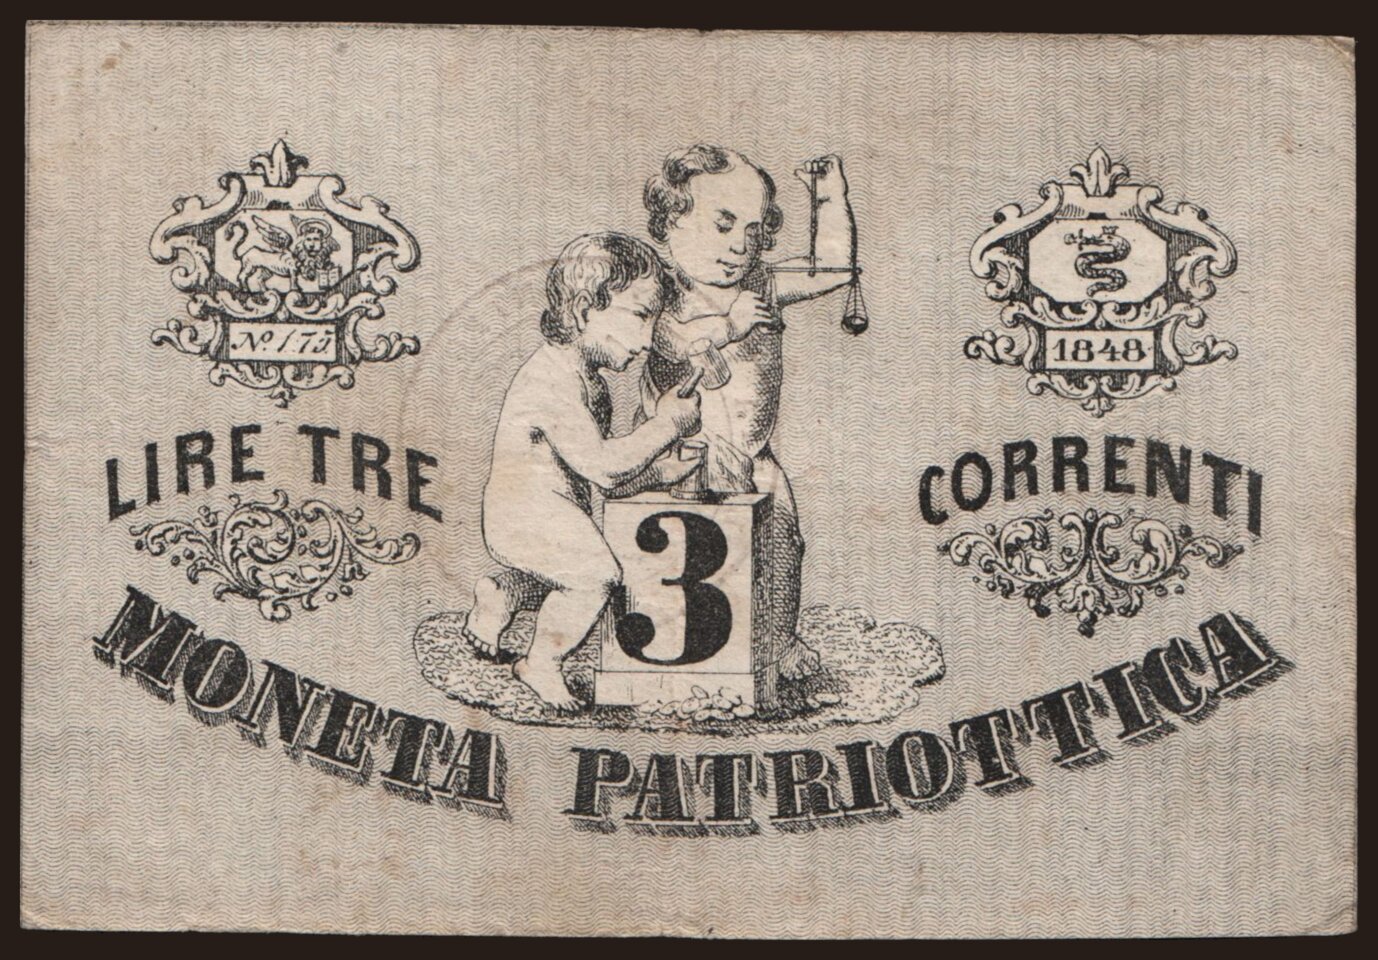 Nº 175
1848
LIRE TRE
CORRENTI
3
MONETA PATRIOTTICA